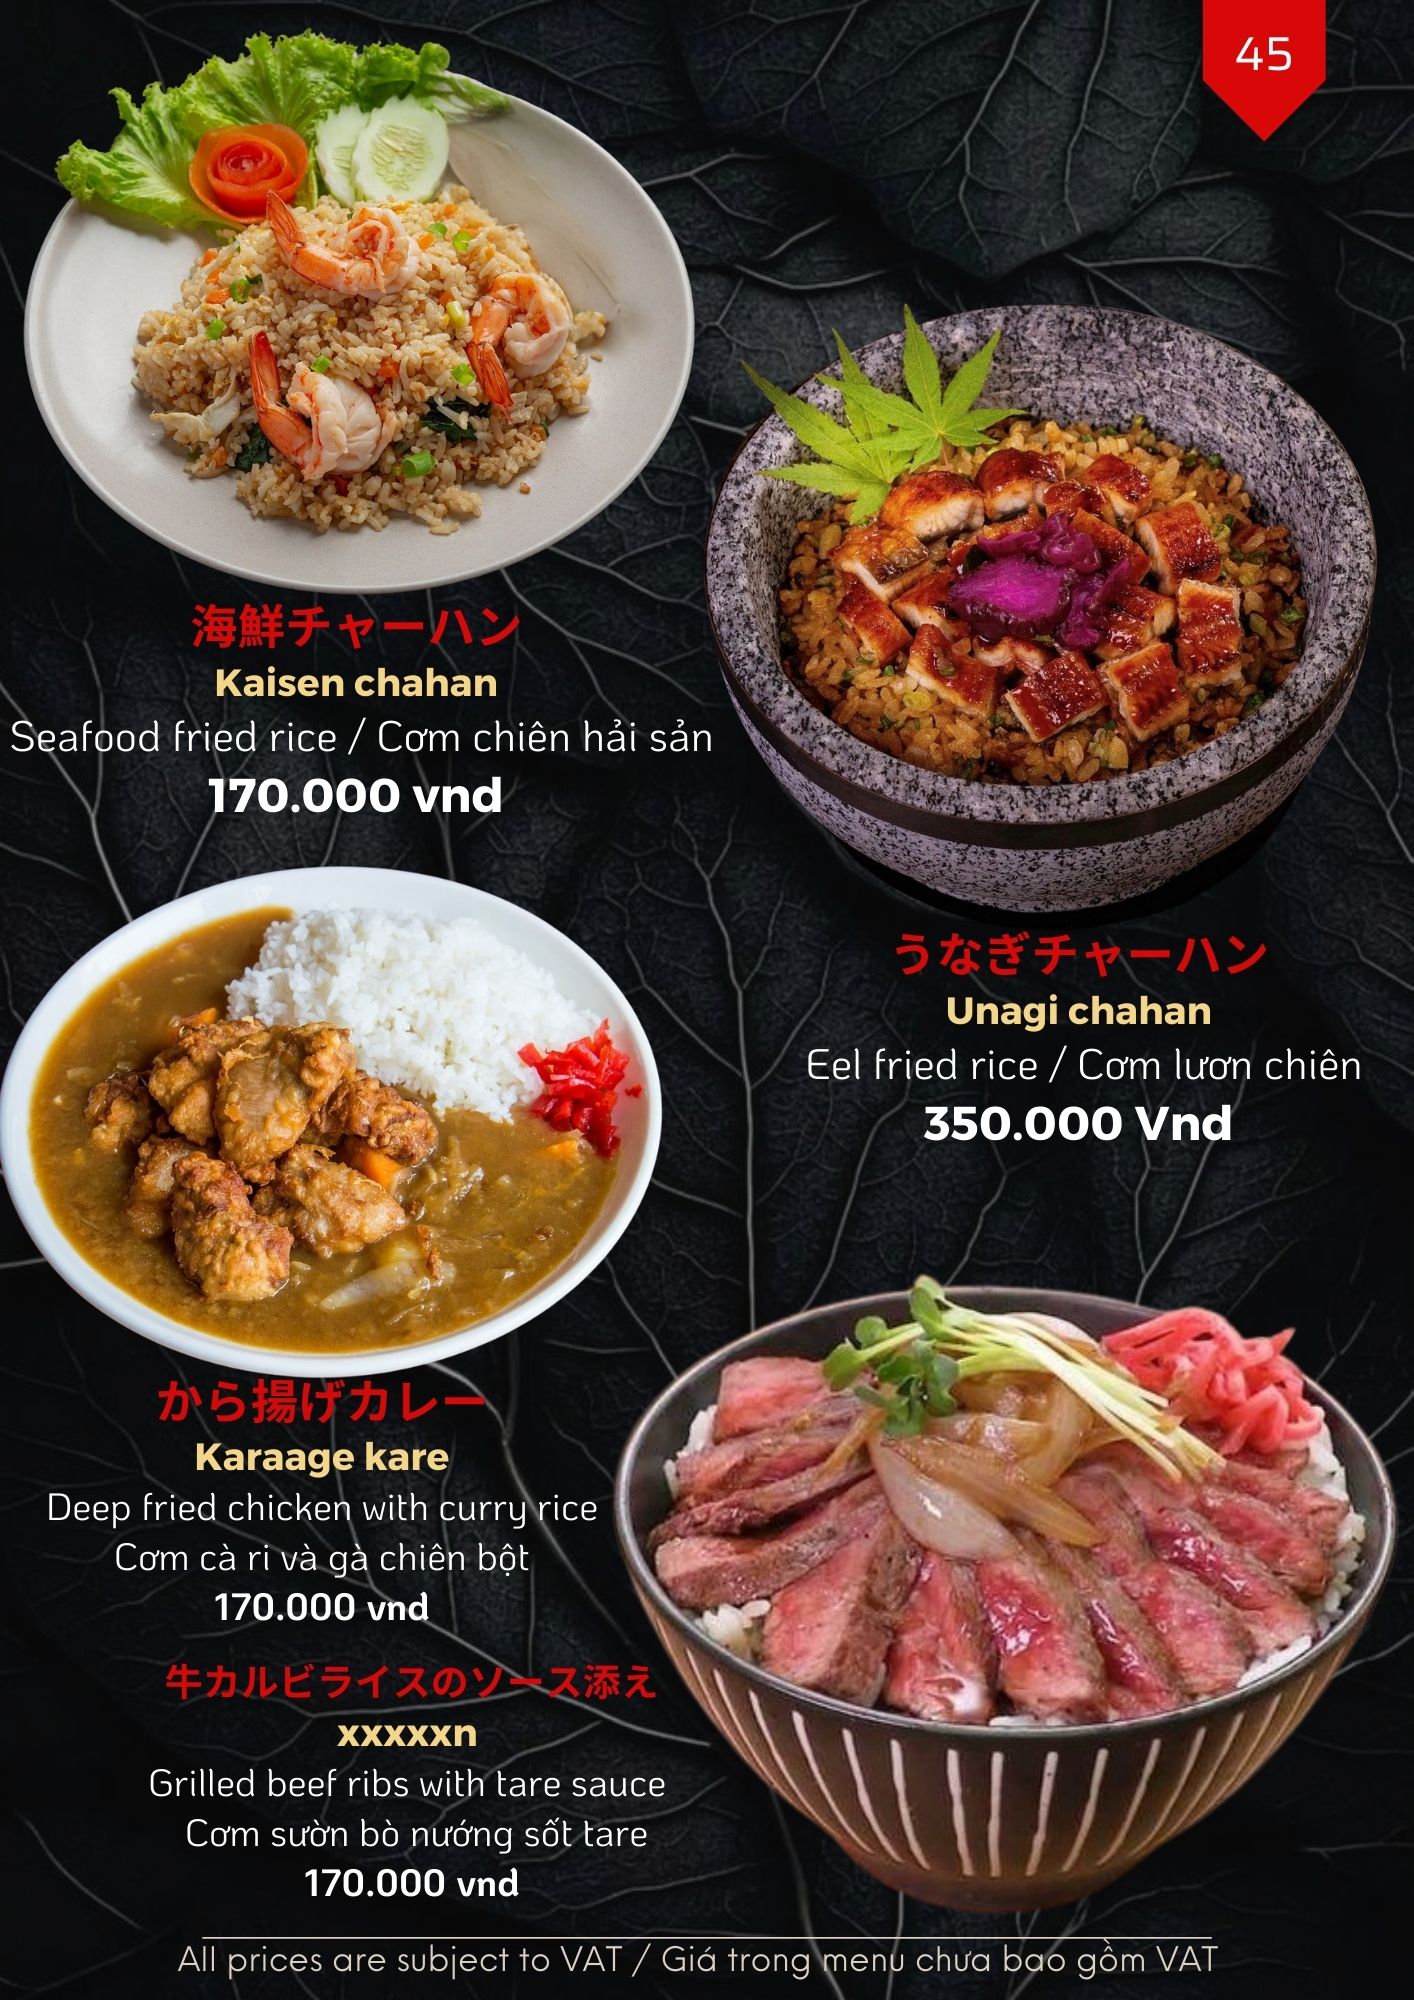 45
海鮮チャーハン
Kaisen chahan
Seafood fried rice / Cơm chiên hải sản
170.000 vnd
うなぎチャーハン
Unagi chahan
Eel fried rice / Cơm lươn chiên
350.000 Vnd
から揚げカレー
Karaage kare
Deep fried chicken with curry rice
Cơm cà ri và gà chiên bột
170.000 vnd
牛カルビライスのソース添え
xxxxxn
Grilled beef ribs with tare sauce
Cơm sườn bò nướng sốt tare
170.000 vnd
All prices are subject to VAT / Giá trong menu chưa bao gồm VAT